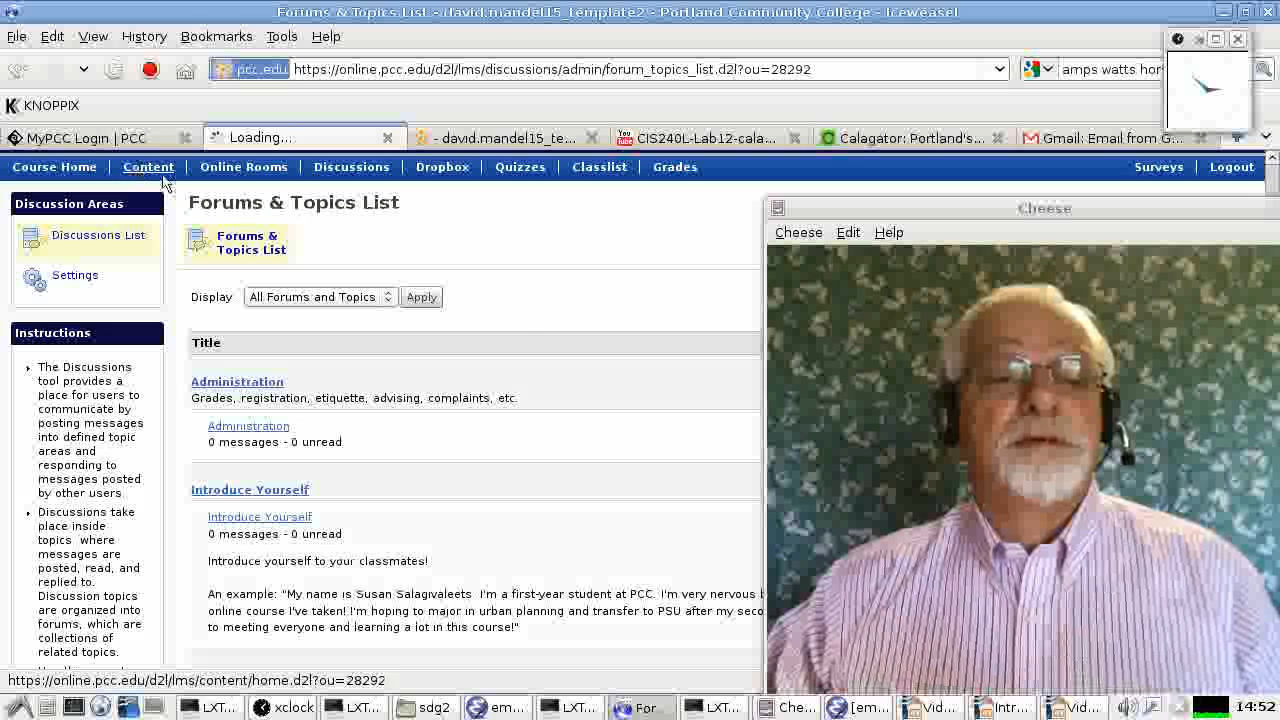 Forums & Topics List - david.mandel15_template2 - Portland Community College - Iceweasel
File Edit View History Bookmarks Tools Help
pcc.edu https://online.pcc.edu/d2l/lms/discussions/admin/forum_topics_list.d2l?ou=28292 amps watts hor
KNOPPIX
MyPCC Login | PCC Loading... - david.mandel15_te... CIS240L-Lab12-cala... Calagator: Portland's... Gmail: Email from G...
Course Home Content Online Rooms Discussions Dropbox Quizzes Classlist Grades Surveys Logout
Discussion Areas
Discussions List
Settings
Instructions
The Discussions
tool provides a
place for users to
communicate by
posting messages
into defined topic
areas and
responding to
messages posted
by other users.
Discussions take
place inside
topics where
messages are
posted, read, and
replied to.
Discussion topics
are organized into
forums, which are
collections of
related topics.
Forums & Topics List
Forums &
Topics List
Display All Forums and Topics Apply
Title
Administration
Grades, registration, etiquette, advising, complaints, etc.
Administration
0 messages - 0 unread
Introduce Yourself
Introduce Yourself
0 messages - 0 unread
Introduce yourself to your classmates!
An example: "My name is Susan Salagivaleets I'm a first-year student at PCC. I'm very nervous
online course I've taken! I'm hoping to major in urban planning and transfer to PSU after my seco
to meeting everyone and learning a lot in this course!"
Cheese
Cheese Edit Help
https://online.pcc.edu/d2l/lms/content/home.d2l?ou=28292
LXT... xclock LXT... sdg2 em... LXT... For LXT... Che... [em... Vid... Intr... Vid... 14:52